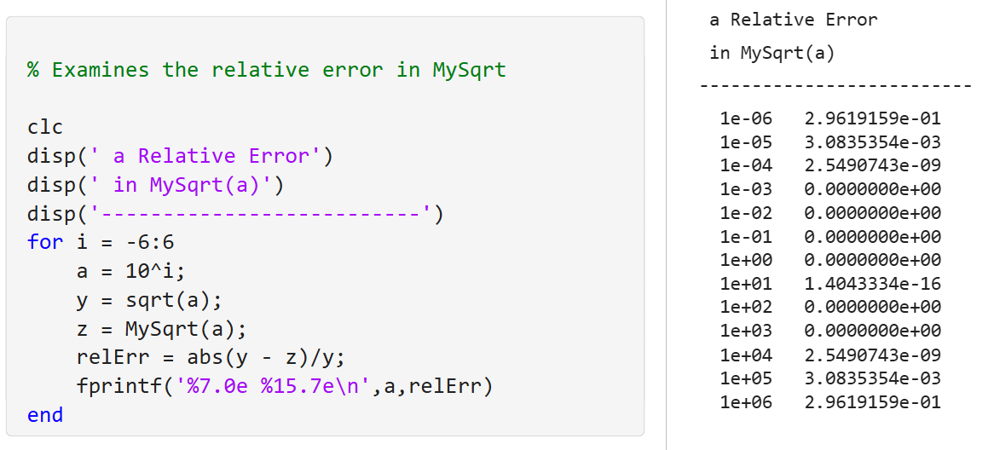 % Examines the relative error in MySqrt
clc
disp(' a Relative Error')
disp(' in MySqrt(a)')
disp('--------------------------')
for i = -6:6
    a = 10^i;
    y = sqrt(a);
    z = MySqrt(a);
    relErr = abs(y - z)/y;
    fprintf('%7.0e %15.7e\n',a,relErr)
end
a Relative Error
in MySqrt(a)
--------------------------
1e-06   2.9619159e-01
1e-05   3.0835354e-03
1e-04   2.5490743e-09
1e-03   0.0000000e+00
1e-02   0.0000000e+00
1e-01   0.0000000e+00
1e+00   0.0000000e+00
1e+01   1.4043334e-16
1e+02   0.0000000e+00
1e+03   0.0000000e+00
1e+04   2.5490743e-09
1e+05   3.0835354e-03
1e+06   2.9619159e-01